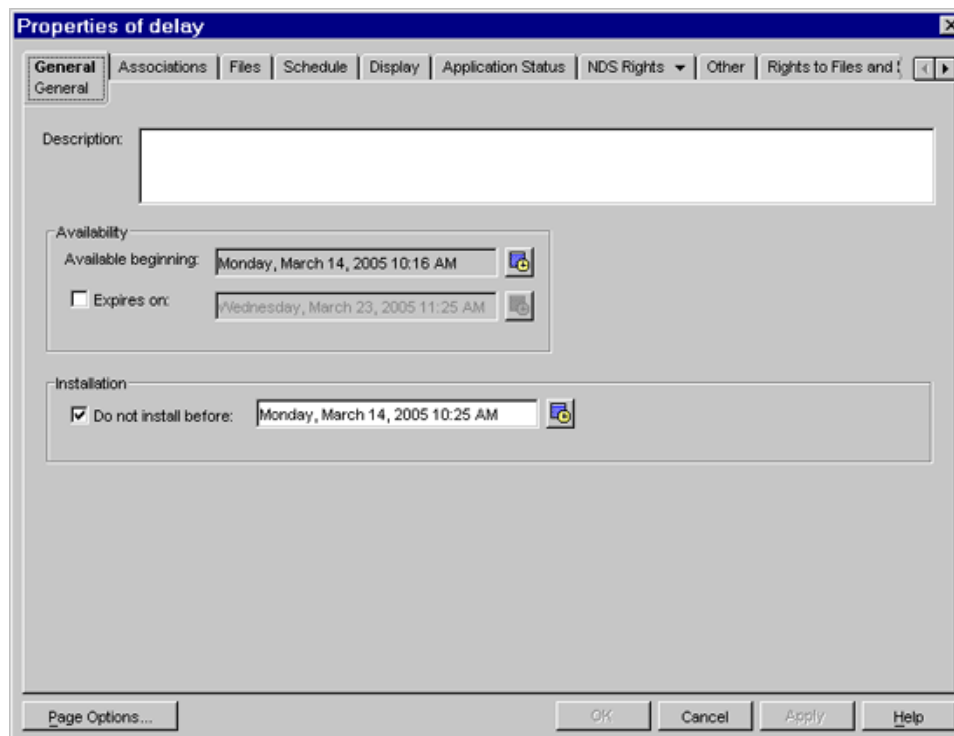 Properties of delay
General Associations Files Schedule Display Application Status NDS Rights Other Rights to Files and
General
Description:
Availability
Available beginning: Monday, March 14, 2005 10:16 AM
Expires on: Wednesday, March 23, 2005 11:25 AM
Installation
Do not install before: Monday, March 14, 2005 10:25 AM
Page Options... OK Cancel Apply Help